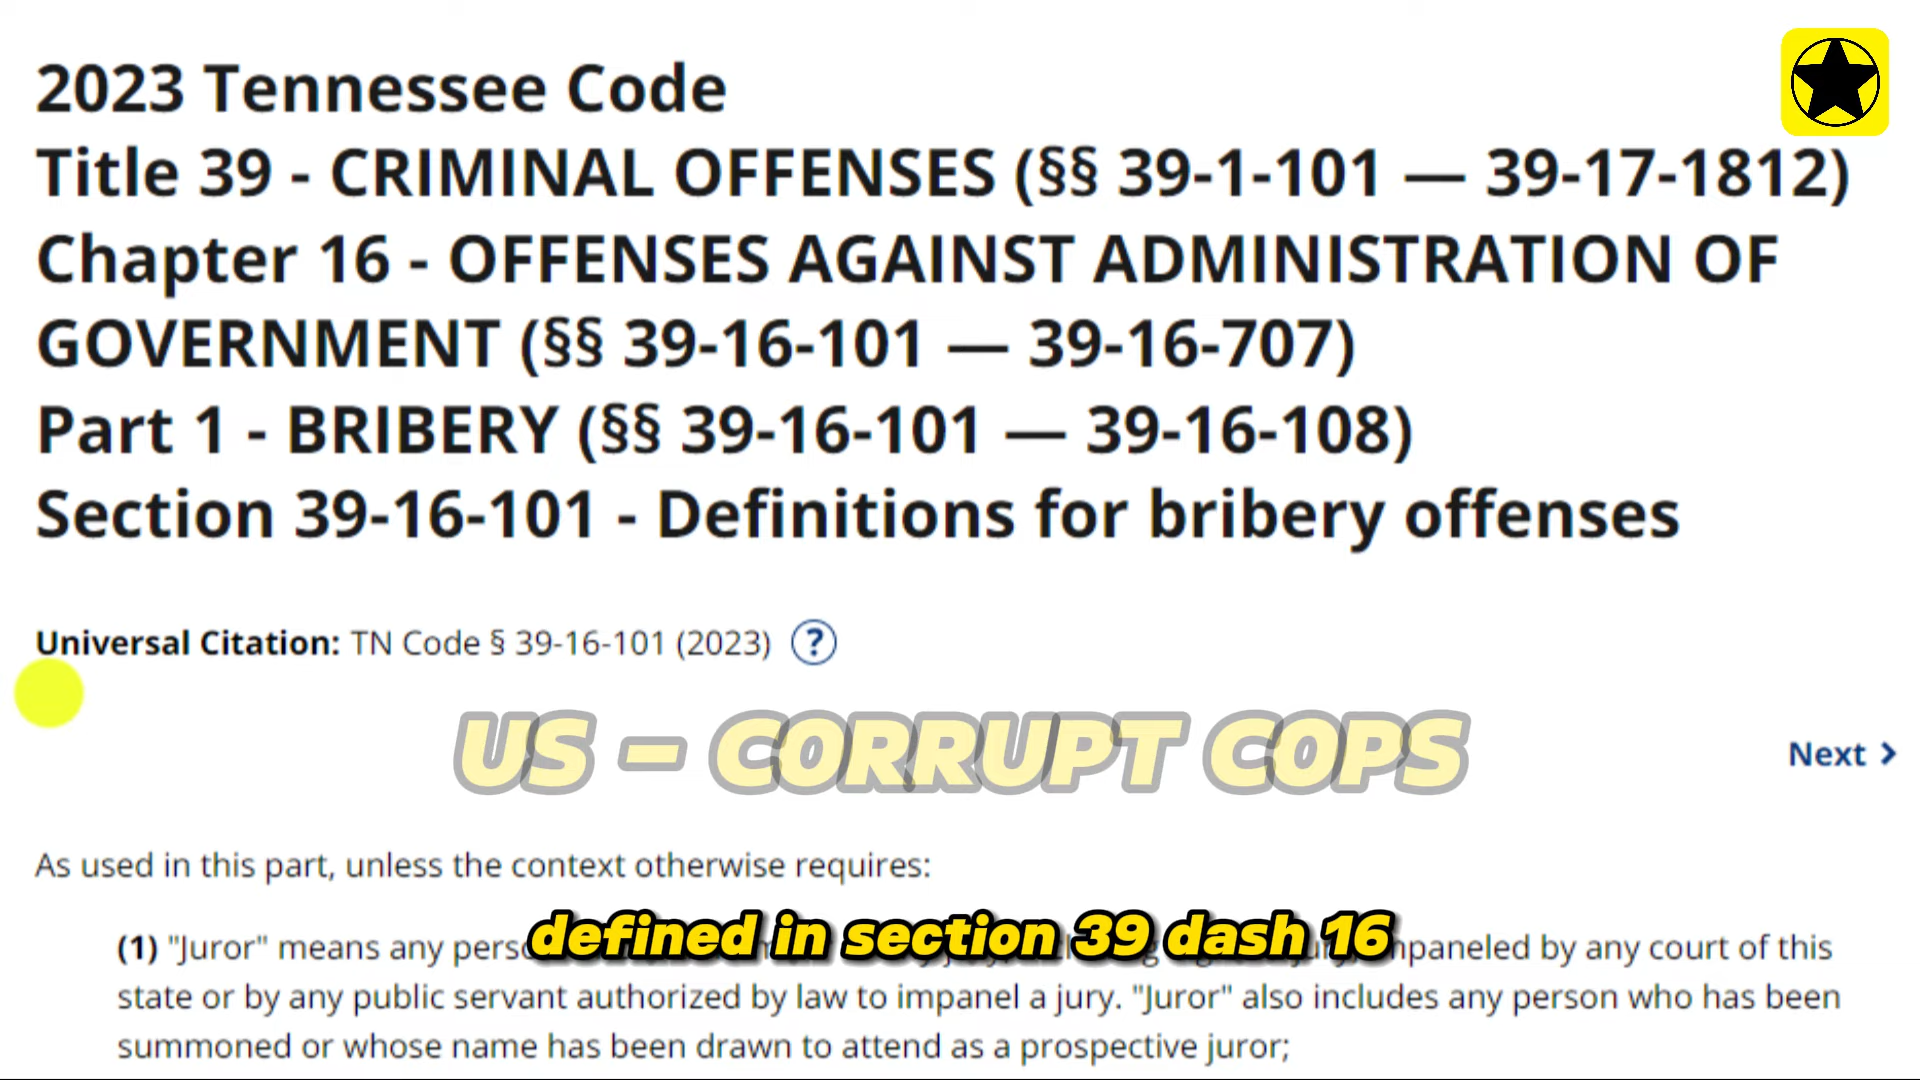 2023 Tennessee Code
Title 39 - CRIMINAL OFFENSES (§§ 39-1-101 — 39-17-1812)
Chapter 16 - OFFENSES AGAINST ADMINISTRATION OF
GOVERNMENT (§§ 39-16-101 — 39-16-707)
Part 1 - BRIBERY (§§ 39-16-101 — 39-16-108)
Section 39-16-101 - Definitions for bribery offenses
Universal Citation: TN Code § 39-16-101 (2023) ?
US - CORRUPT COPS
Next >
As used in this part, unless the context otherwise requires:
defined in section 39 dash 16
(1) "Juror" means any impaneled by any court of this
state or by any public servant authorized by law to impanel a jury. "Juror" also includes any person who has been
summoned or whose name has been drawn to attend as a prospective juror;